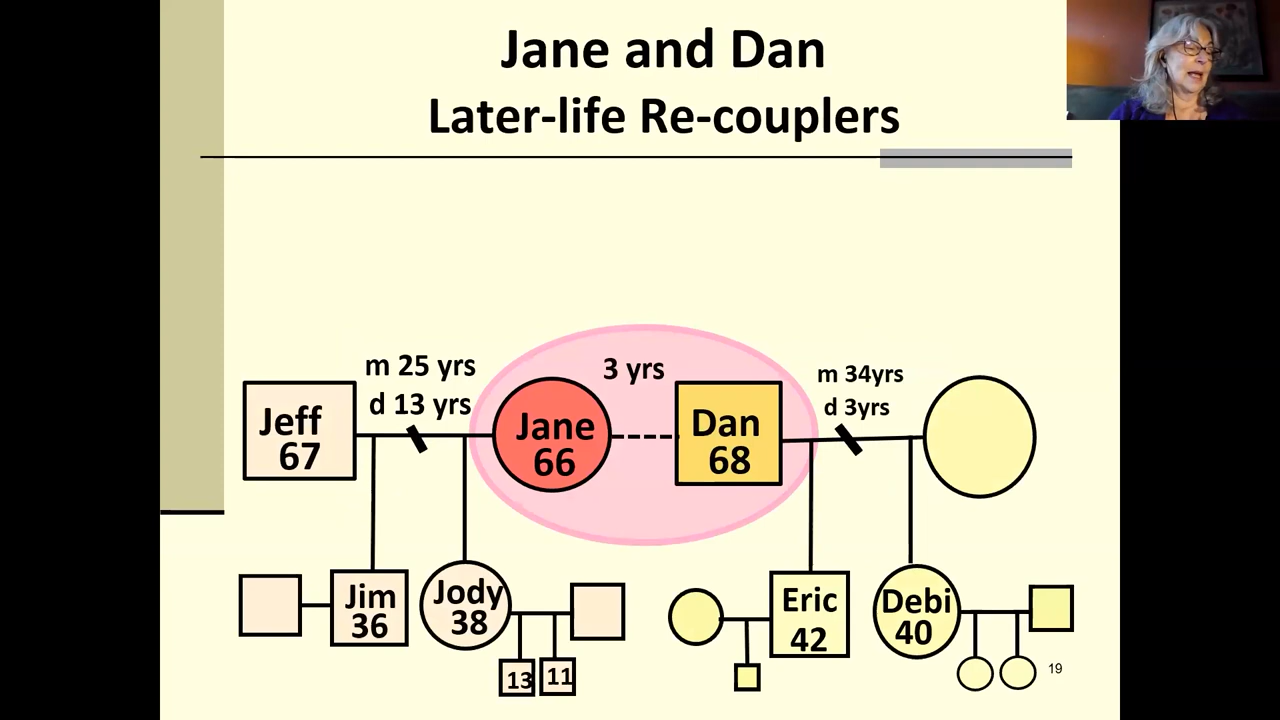 Jane and Dan
Later-life Re-couplers
m 25 yrs
d 13 yrs
3 yrs
m 34yrs
d 3yrs
Jeff
67
Jane
66
Dan
68
Jim
36
Jody
38
Eric
42
Debi
40
13
11
19